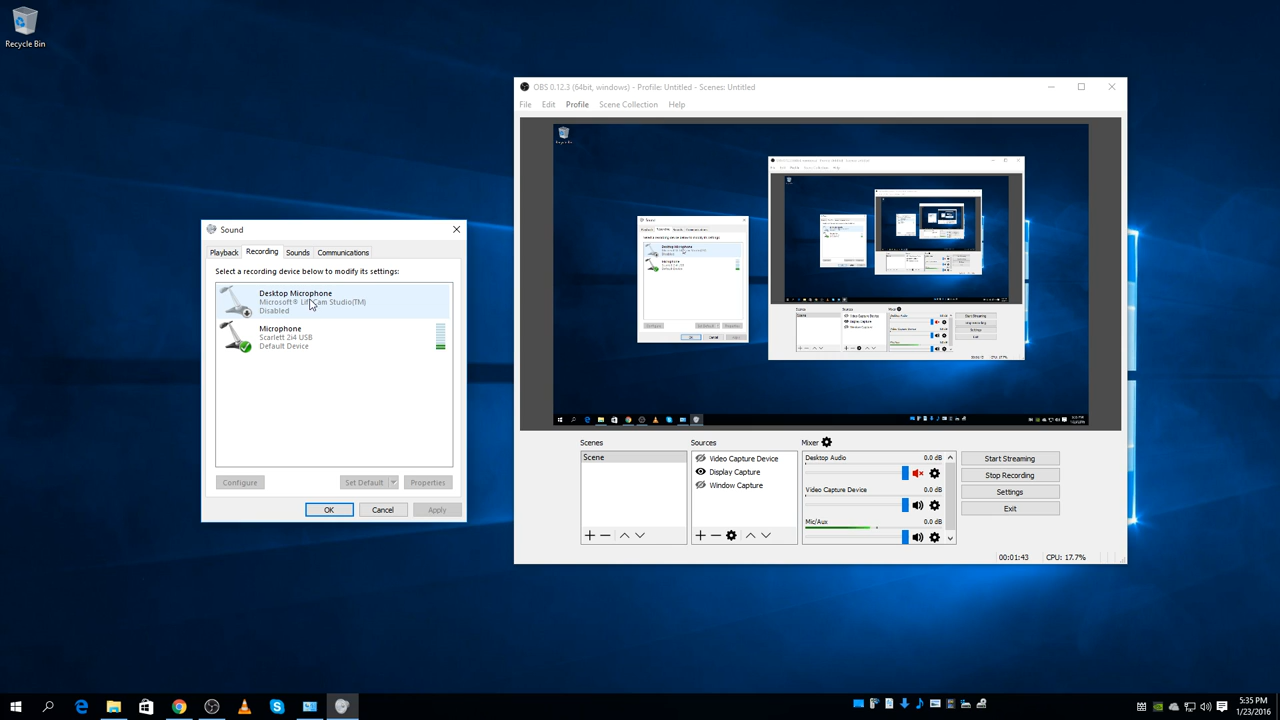 Recycle Bin
OBS 0.12.3 (64bit, windows) - Profile: Untitled - Scenes: Untitled
File Edit Profile Scene Collection Help
Sound
Playback Recording Sounds Communications
Select a recording device below to modify its settings:
Desktop Microphone
Microsoft® LifeCam Studio(TM)
Disabled
Microphone
Scarlett 2i4 USB
Default Device
Configure Set Default Properties
OK Cancel Apply
Scenes
Scene
Sources
Video Capture Device
Display Capture
Window Capture
Mixer
Desktop Audio 0.0 dB
Video Capture Device 0.0 dB
Mic/Aux 0.0 dB
Start Streaming
Stop Recording
Settings
Exit
00:01:43 CPU: 17.7%
5:35 PM
1/23/2016